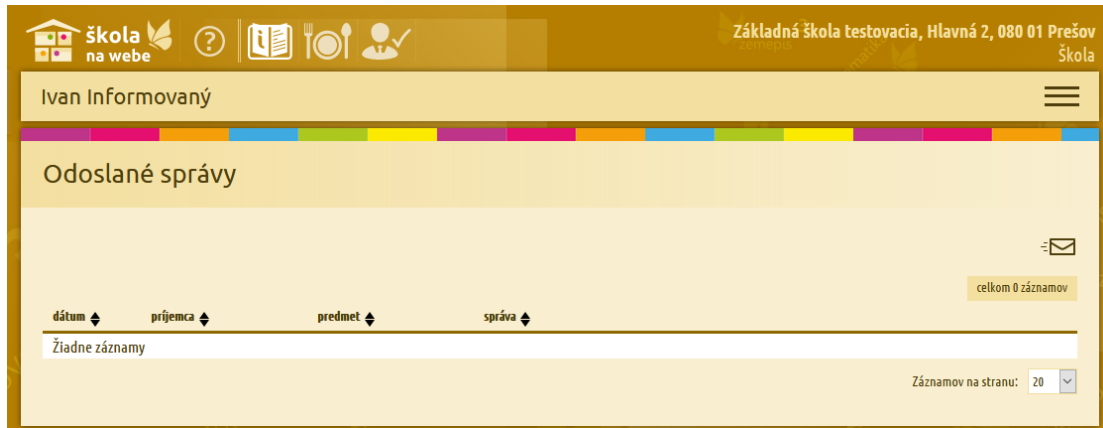 škola
na webe
?
Základná škola testovacia, Hlavná 2, 080 01 Prešov
zemepis
Škola
Ivan Informovaný
Odoslané správy
celkom 0 záznamov
dátum príjemca predmet správa
Žiadne záznamy
Záznamov na stranu: 20